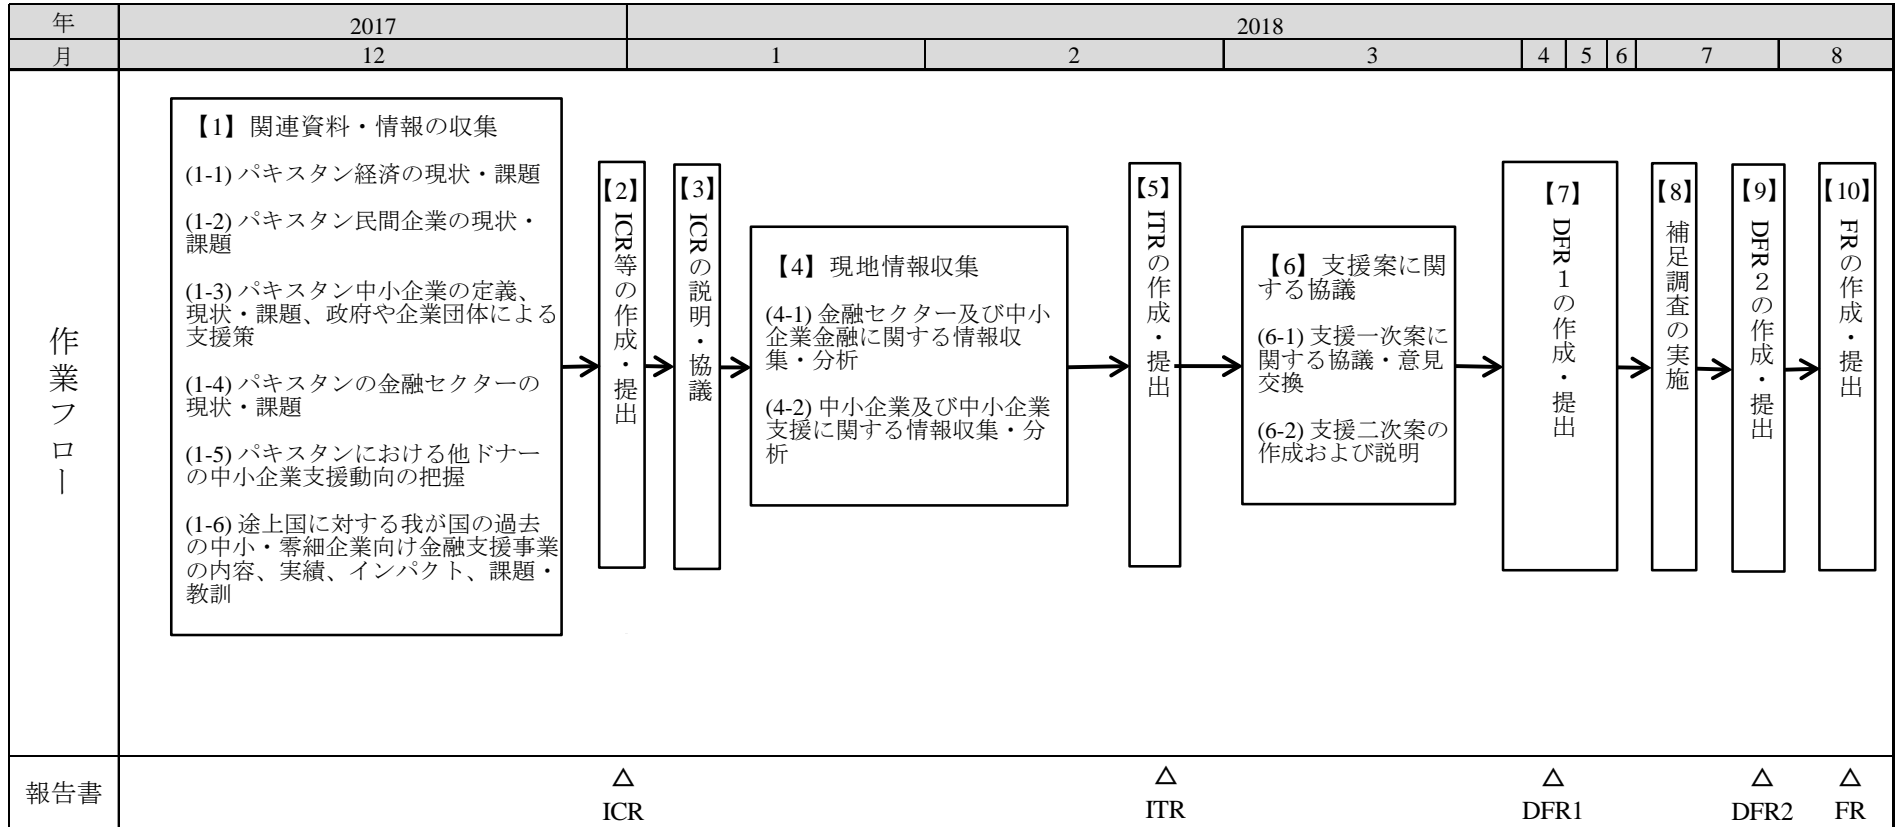 年
2017
2018
月
12
1
2
3
4
5
6
7
8
作業フロー
【1】関連資料・情報の収集
(1-1) パキスタン経済の現状・課題
(1-2) パキスタン民間企業の現状・
課題
(1-3) パキスタン中小企業の定義、
現状・課題、政府や企業団体による
支援策
(1-4) パキスタンの金融セクターの
現状・課題
(1-5) パキスタンにおける他ドナー
の中小企業支援動向の把握
(1-6) 途上国に対する我が国の過去
の中小・零細企業向け金融支援事業
の内容、実績、インパクト、課題・
教訓
【2】ICR等の作成・提出
【3】ICRの説明・協議
【4】現地情報収集
(4-1) 金融セクター及び中小
企業金融に関する情報収
集・分析
(4-2) 中小企業及び中小企業
支援に関する情報収集・分
析
【5】ITRの作成・提出
【6】支援案に関
する協議
(6-1) 支援一次案に
関する協議・意見
交換
(6-2) 支援二次案の
作成および説明
【7】DFR1の作成・提出
【8】補足調査の実施
【9】DFR2の作成・提出
【10】FRの作成・提出
報告書
△ △ △ △ △
ICR ITR DFR1 DFR2 FR